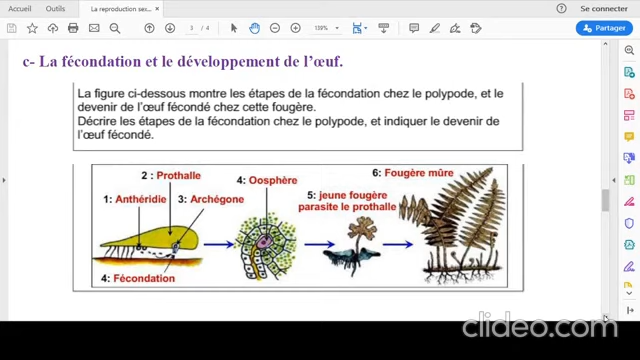 Accueil
Outils
La reproduction sex...
Se connecter
3 / 4
139%
Partager
c- La fécondation et le développement de l'œuf.
La figure ci-dessous montre les étapes de la fécondation chez le polypode, et le
devenir de l'œuf fécondé chez cette fougère.
Décrire les étapes de la fécondation chez le polypode, et indiquer le devenir de
l'œuf fécondé.
2 : Prothalle
1: Anthéridie
3: Archégone
4: Fécondation
4: Oosphère
5: jeune fougère
parasite le prothalle
6: Fougère mûre
clideo.com